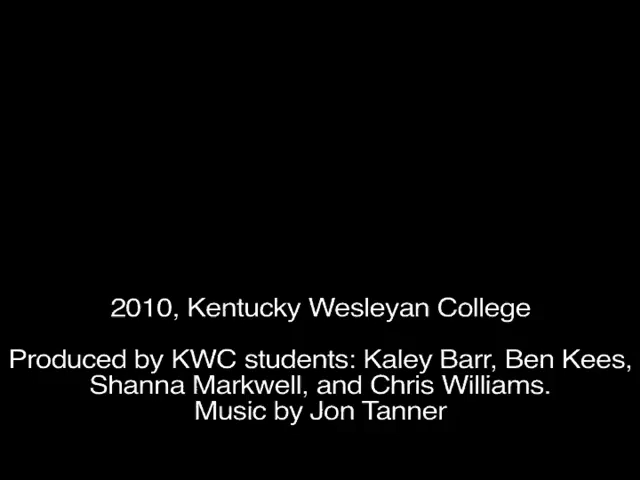 2010, Kentucky Wesleyan College
Produced by KWC students: Kaley Barr, Ben Kees,
Shanna Markwell, and Chris Williams.
Music by Jon Tanner